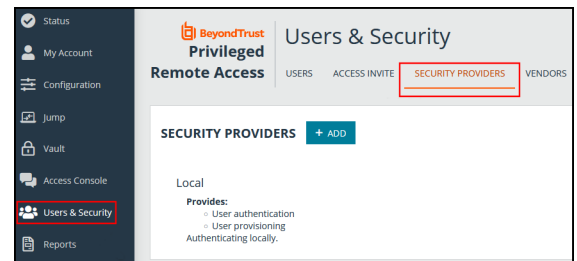 Status
My Account
Configuration
Jump
Vault
Access Console
Users & Security
Reports
BeyondTrust
Privileged
Remote Access
Users & Security
USERS ACCESS INVITE SECURITY PROVIDERS VENDORS
SECURITY PROVIDERS + ADD
Local
Provides:
◦ User authentication
◦ User provisioning
Authenticating locally.